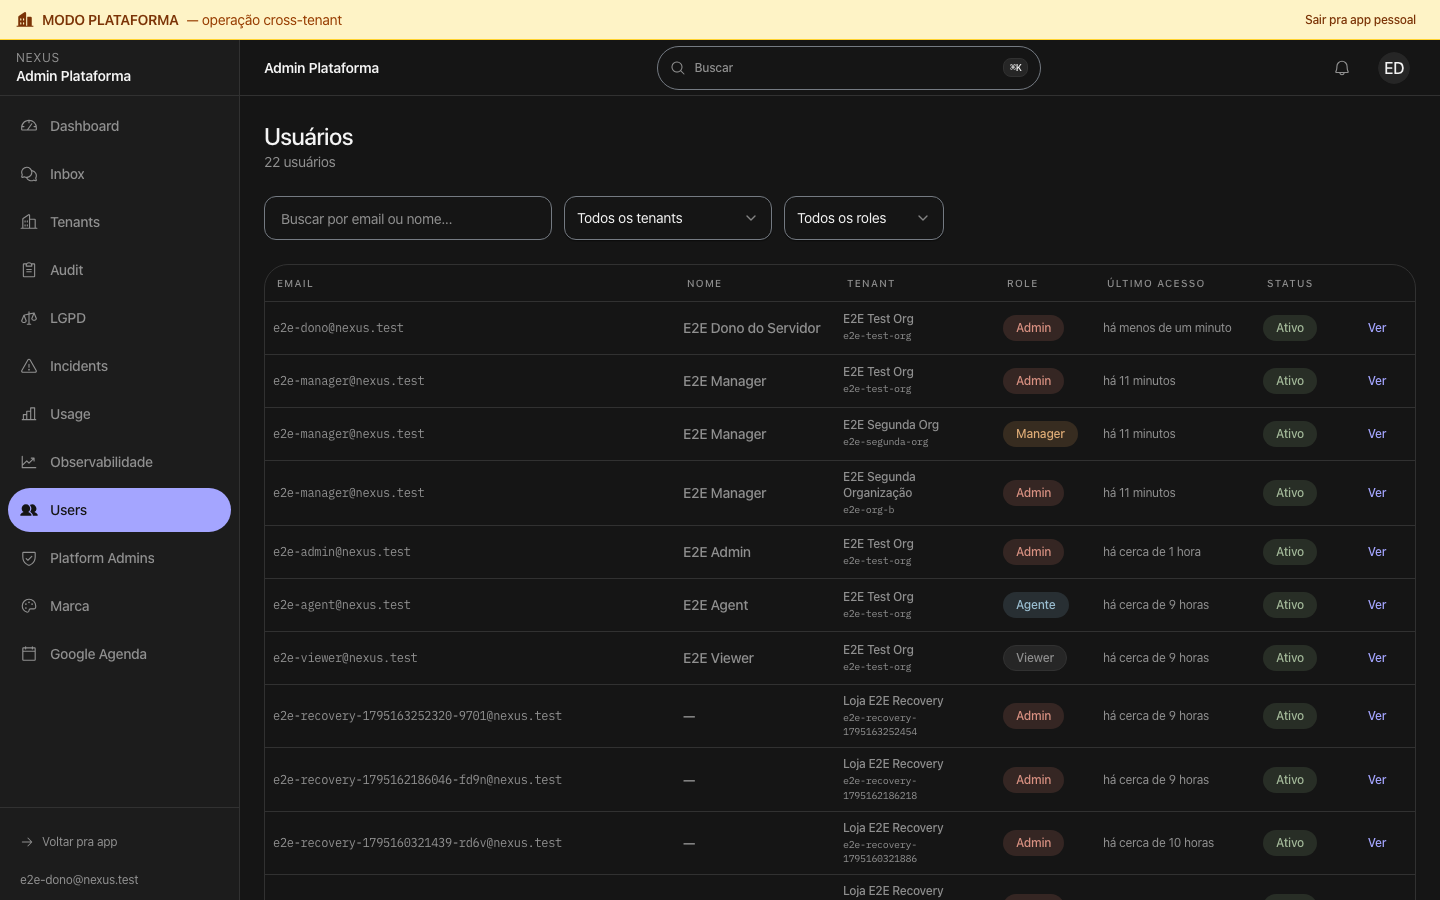 MODO PLATAFORMA — operação cross-tenant
Sair pra app pessoal
NEXUS
Admin Plataforma
Admin Plataforma
Buscar
⌘K
ED
Dashboard
Inbox
Tenants
Audit
LGPD
Incidents
Usage
Observabilidade
Users
Platform Admins
Marca
Google Agenda
Voltar pra app
e2e-dono@nexus.test
Usuários
22 usuários
Buscar por email ou nome...
Todos os tenants
Todos os roles
EMAIL NOME TENANT ROLE ÚLTIMO ACESSO STATUS
e2e-dono@nexus.test E2E Dono do Servidor E2E Test Org Admin há menos de um minuto Ativo Ver
e2e-test-org
e2e-manager@nexus.test E2E Manager E2E Test Org Admin há 11 minutos Ativo Ver
e2e-test-org
e2e-manager@nexus.test E2E Manager E2E Segunda Org Manager há 11 minutos Ativo Ver
e2e-segunda-org
e2e-manager@nexus.test E2E Manager E2E Segunda Admin há 11 minutos Ativo Ver
Organização
e2e-org-b
e2e-admin@nexus.test E2E Admin E2E Test Org Admin há cerca de 1 hora Ativo Ver
e2e-test-org
e2e-agent@nexus.test E2E Agent E2E Test Org Agente há cerca de 9 horas Ativo Ver
e2e-test-org
e2e-viewer@nexus.test E2E Viewer E2E Test Org Viewer há cerca de 9 horas Ativo Ver
e2e-test-org
e2e-recovery-1795163252320-9701@nexus.test — Loja E2E Recovery Admin há cerca de 9 horas Ativo Ver
e2e-recovery-
1795163252454
e2e-recovery-1795162186046-fd9n@nexus.test — Loja E2E Recovery Admin há cerca de 9 horas Ativo Ver
e2e-recovery-
1795162186218
e2e-recovery-1795160321439-rd6v@nexus.test — Loja E2E Recovery Admin há cerca de 10 horas Ativo Ver
e2e-recovery-
1795160321886
Loja E2E Recovery